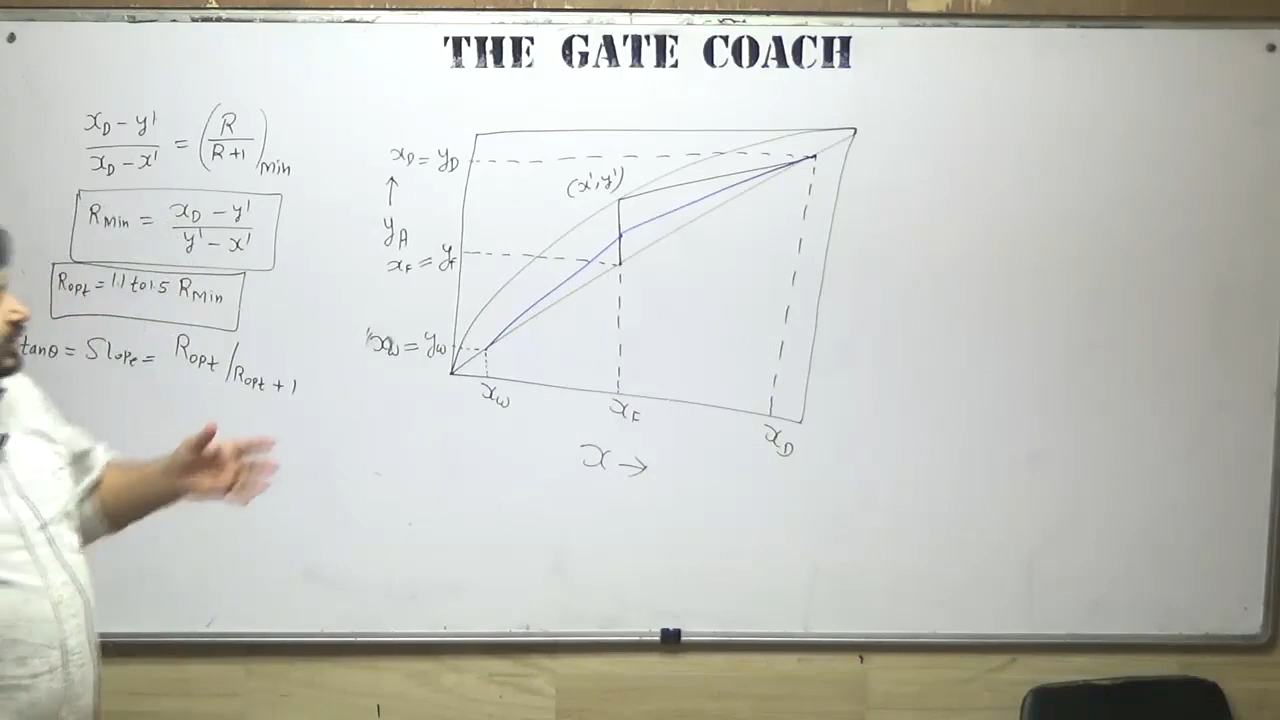 THE GATE COACH
x_D - y' / x_D - x' = (R / R+1)_min
R_Min = x_D - y' / y' - x'
R_opt = 1.1 to 1.5 R_Min
tanθ = Slope = R_opt / R_opt + 1
x_D = y_D
(x', y')
↑
y_A
x_F = y_F
x_W = y_W
x_W
x_F
x_D
x →